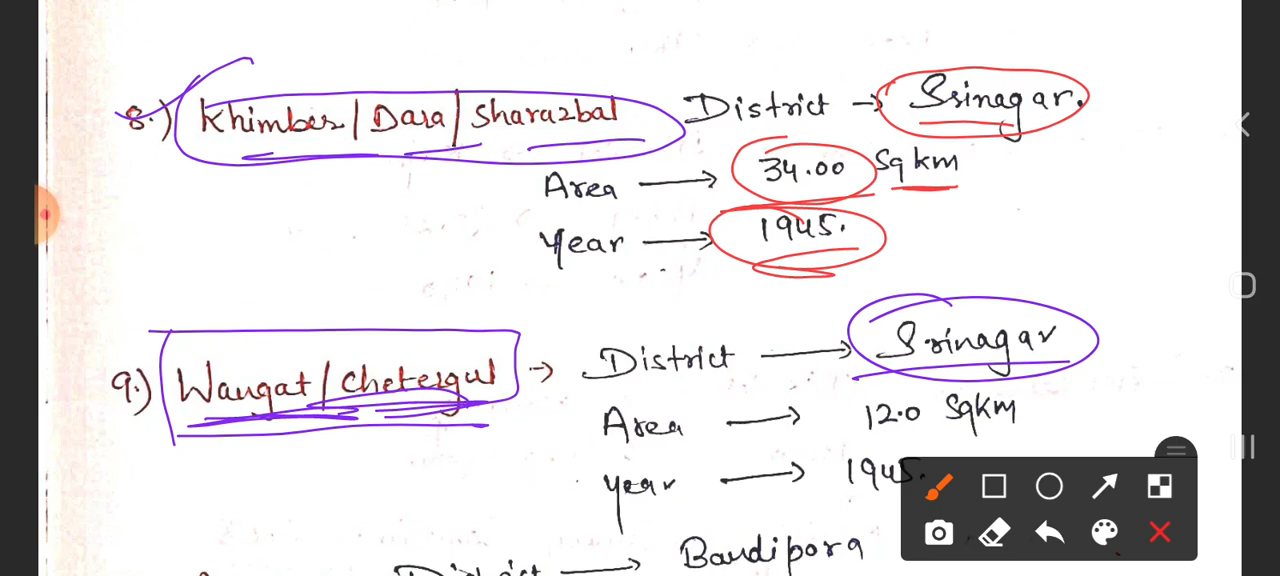 8.) Khimber/Dara/Sharazbal District → Srinagar.
Area → 34.00 Sq km
Year → 1945.
9.) Wangat/Chetergul → District → Srinagar
Area → 12.0 SqKm
year → 1945.
District → Bandipora